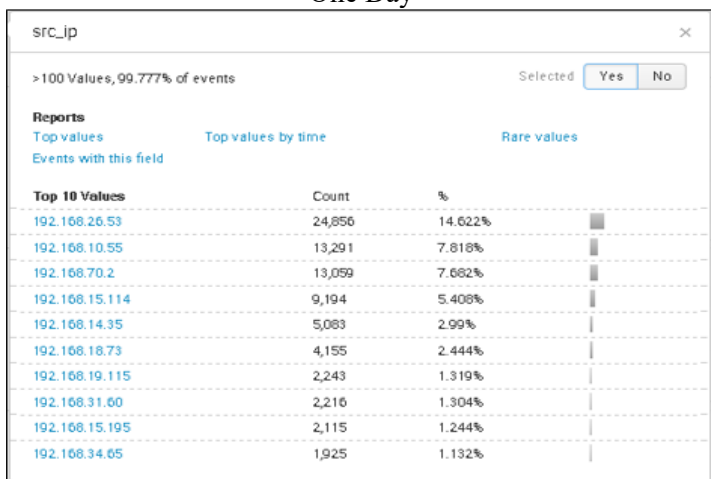 One Day
src_ip ×
>100 Values, 99.777% of events Selected Yes No
Reports
Top values Top values by time Rare values
Events with this field
Top 10 Values Count %
192.168.26.53 24,856 14.622%
192.168.10.55 13,291 7.818%
192.168.70.2 13,059 7.682%
192.168.15.114 9,194 5.408%
192.168.14.35 5,083 2.99%
192.168.18.73 4,155 2.444%
192.168.19.115 2,243 1.319%
192.168.31.60 2,216 1.304%
192.168.15.195 2,115 1.244%
192.168.34.65 1,925 1.132%